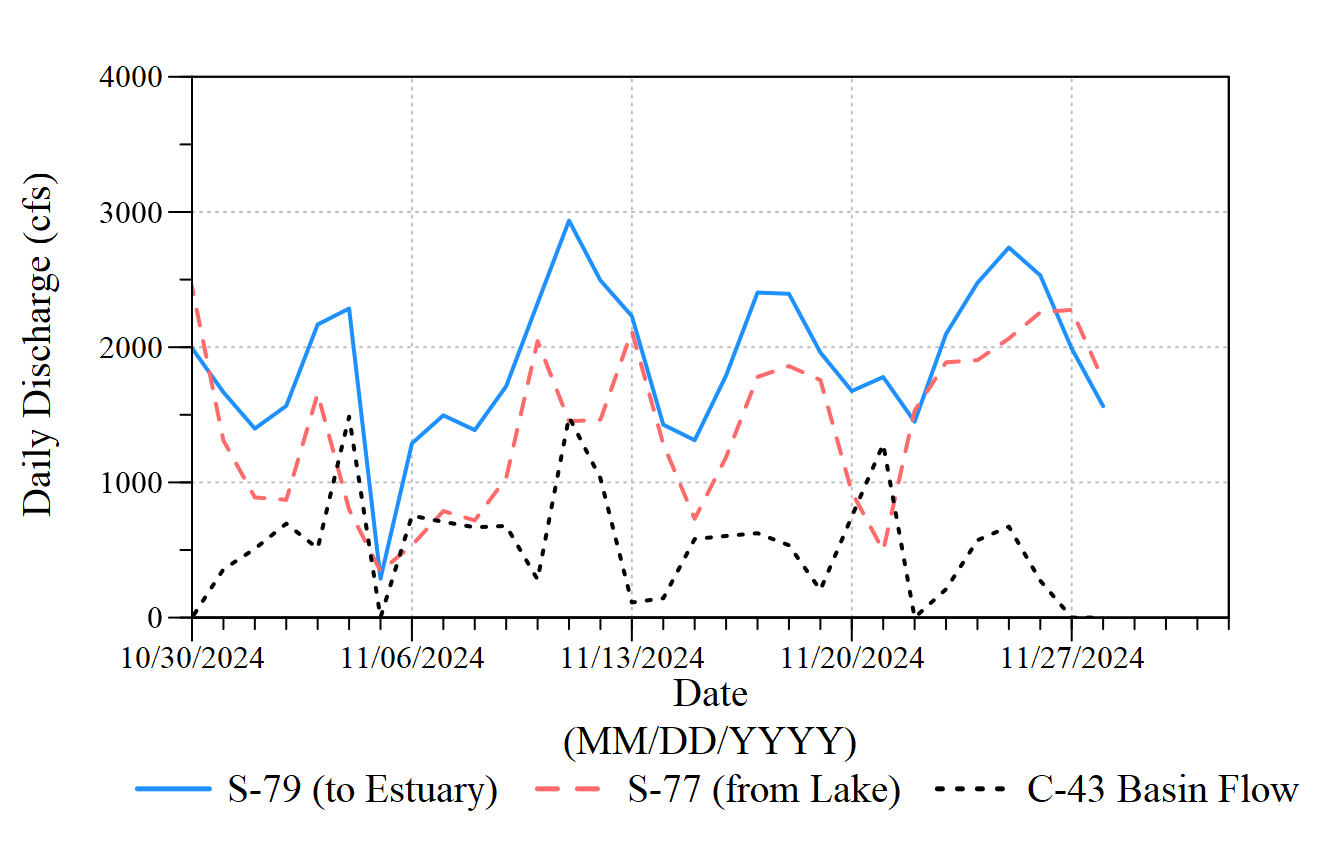 4000
3000
2000
1000
0
Daily Discharge (cfs)
10/30/2024 11/06/2024 11/13/2024 11/20/2024 11/27/2024
Date
(MM/DD/YYYY)
S-79 (to Estuary) S-77 (from Lake) C-43 Basin Flow